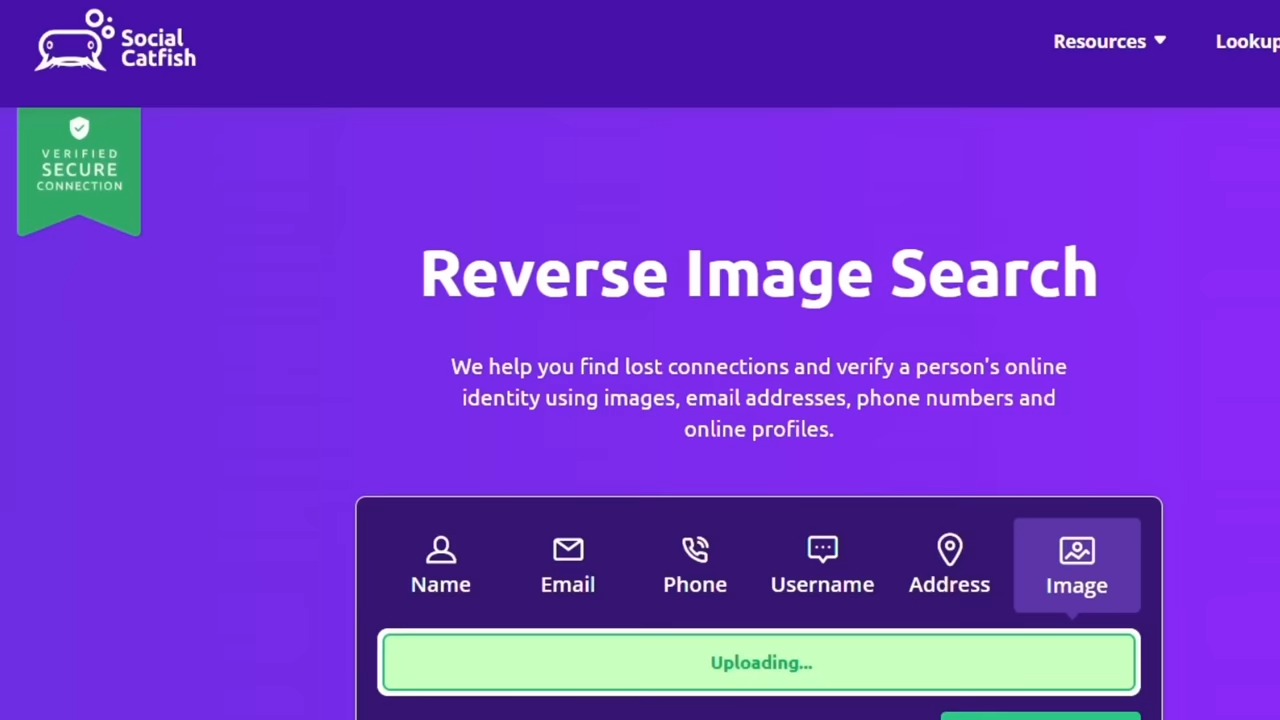 Social
Catfish
Resources
Lookup
VERIFIED
SECURE
CONNECTION
Reverse Image Search
We help you find lost connections and verify a person's online
identity using images, email addresses, phone numbers and
online profiles.
Name Email Phone Username Address Image
Uploading...